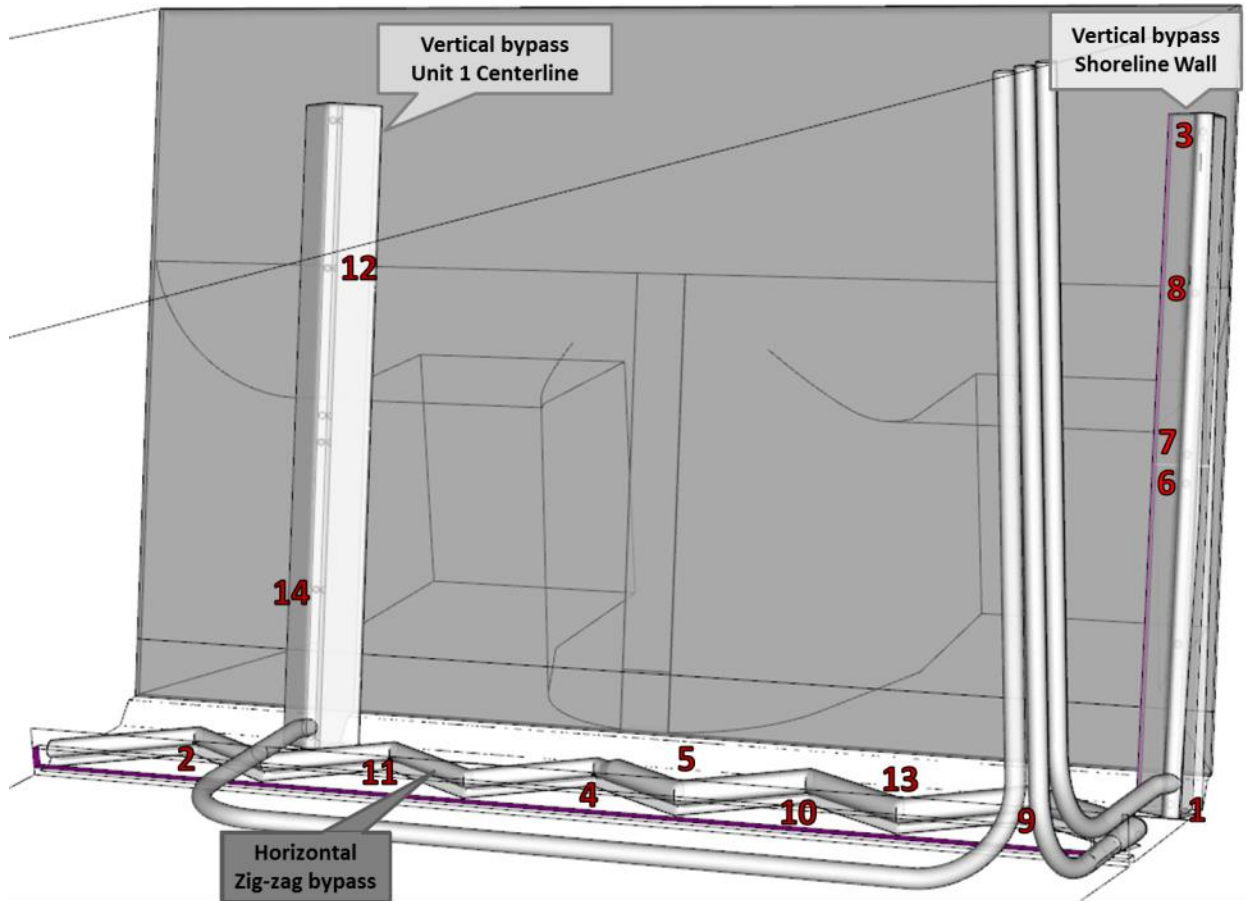 Vertical bypass
Unit 1 Centerline
Vertical bypass
Shoreline Wall
3
12
8
7
6
14
5
2
11
13
4
10
9
1
Horizontal
Zig-zag bypass